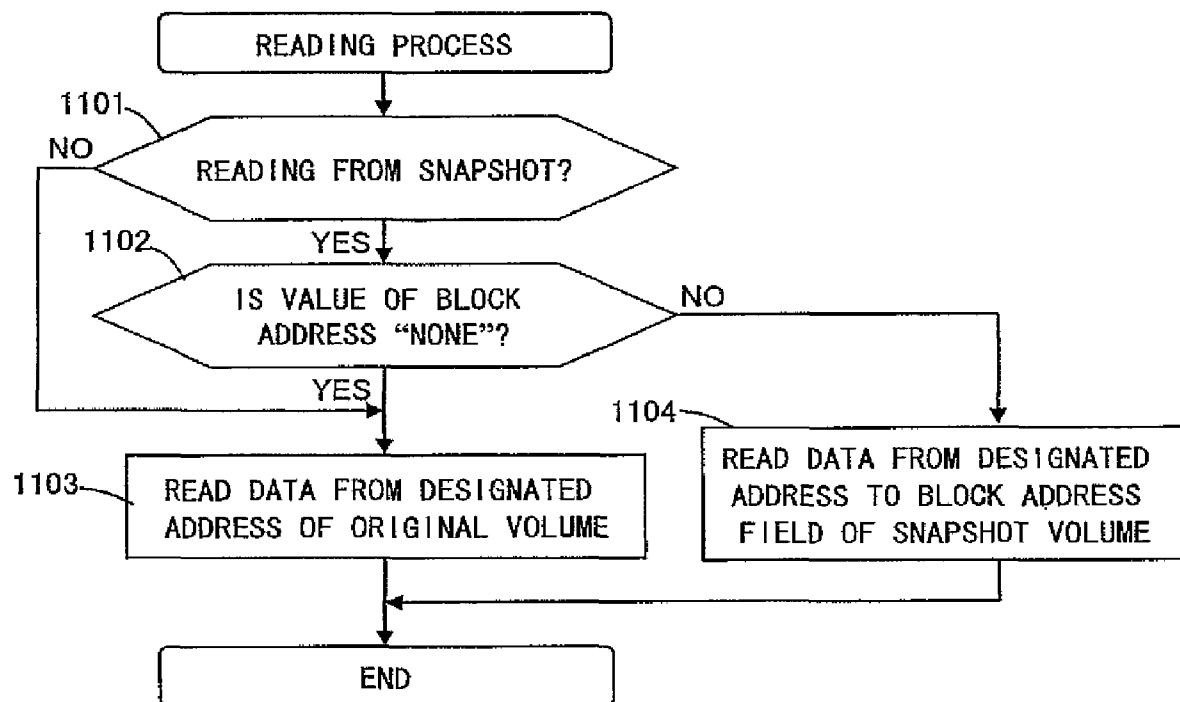 READING PROCESS
1101
NO
READING FROM SNAPSHOT?
YES
1102
IS VALUE OF BLOCK
ADDRESS “NONE”?
NO
YES
1103
READ DATA FROM DESIGNATED
ADDRESS OF ORIGINAL VOLUME
1104
READ DATA FROM DESIGNATED
ADDRESS TO BLOCK ADDRESS
FIELD OF SNAPSHOT VOLUME
END